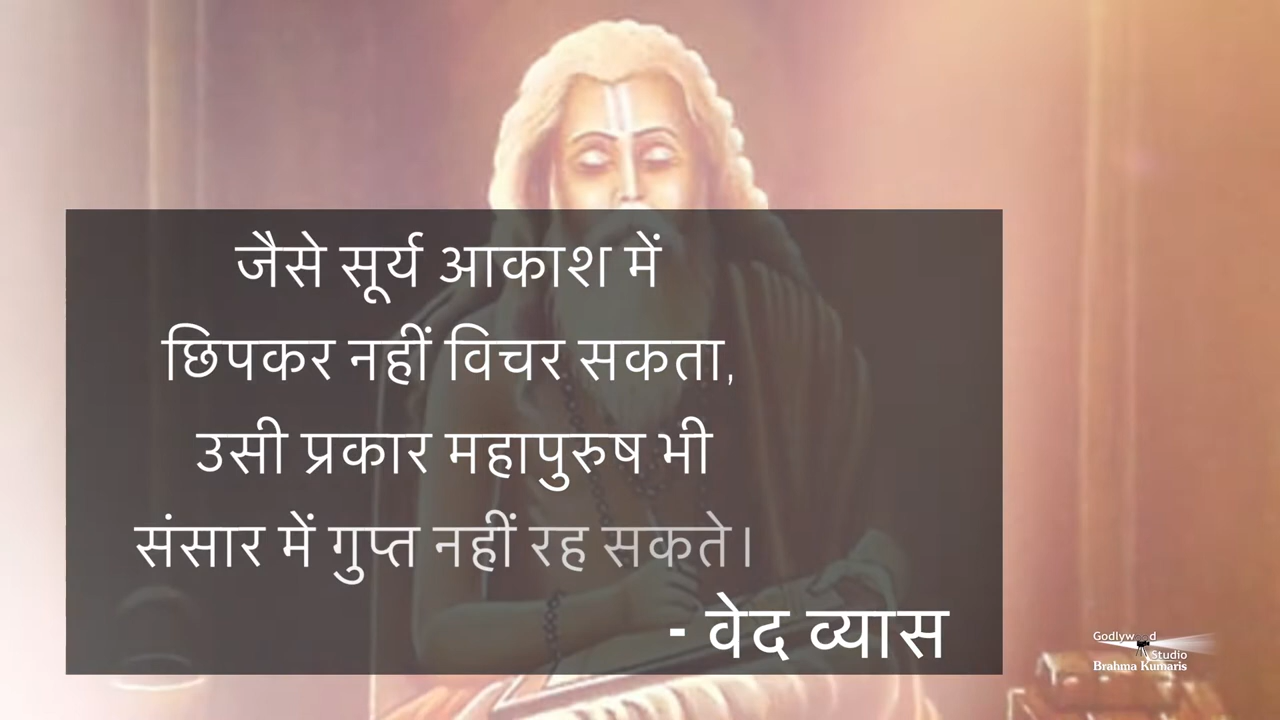 जैसे सूर्य आकाश में
छिपकर नहीं विचर सकता,
उसी प्रकार महापुरुष भी
संसार में गुप्त नहीं रह सकते।
- वेद व्यास
Godlywood
Studio
Brahma Kumaris